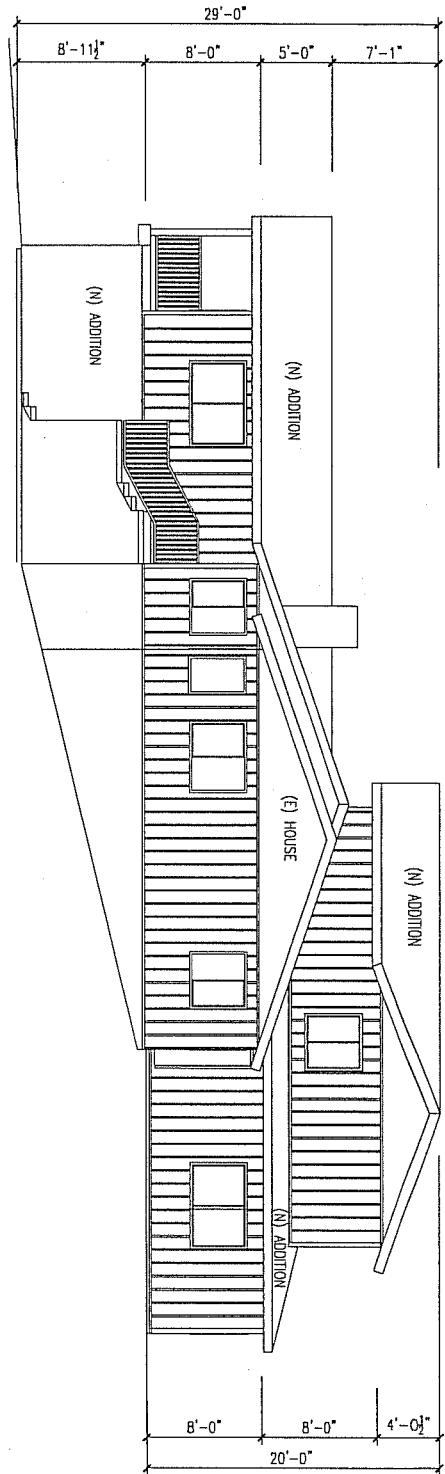 29'-0"
8'-11½"
8'-0"
5'-0"
7'-1"
(N) ADDITION
(N) ADDITION
(E) HOUSE
(N) ADDITION
(N) ADDITION
8'-0"
8'-0"
4'-0½"
20'-0"